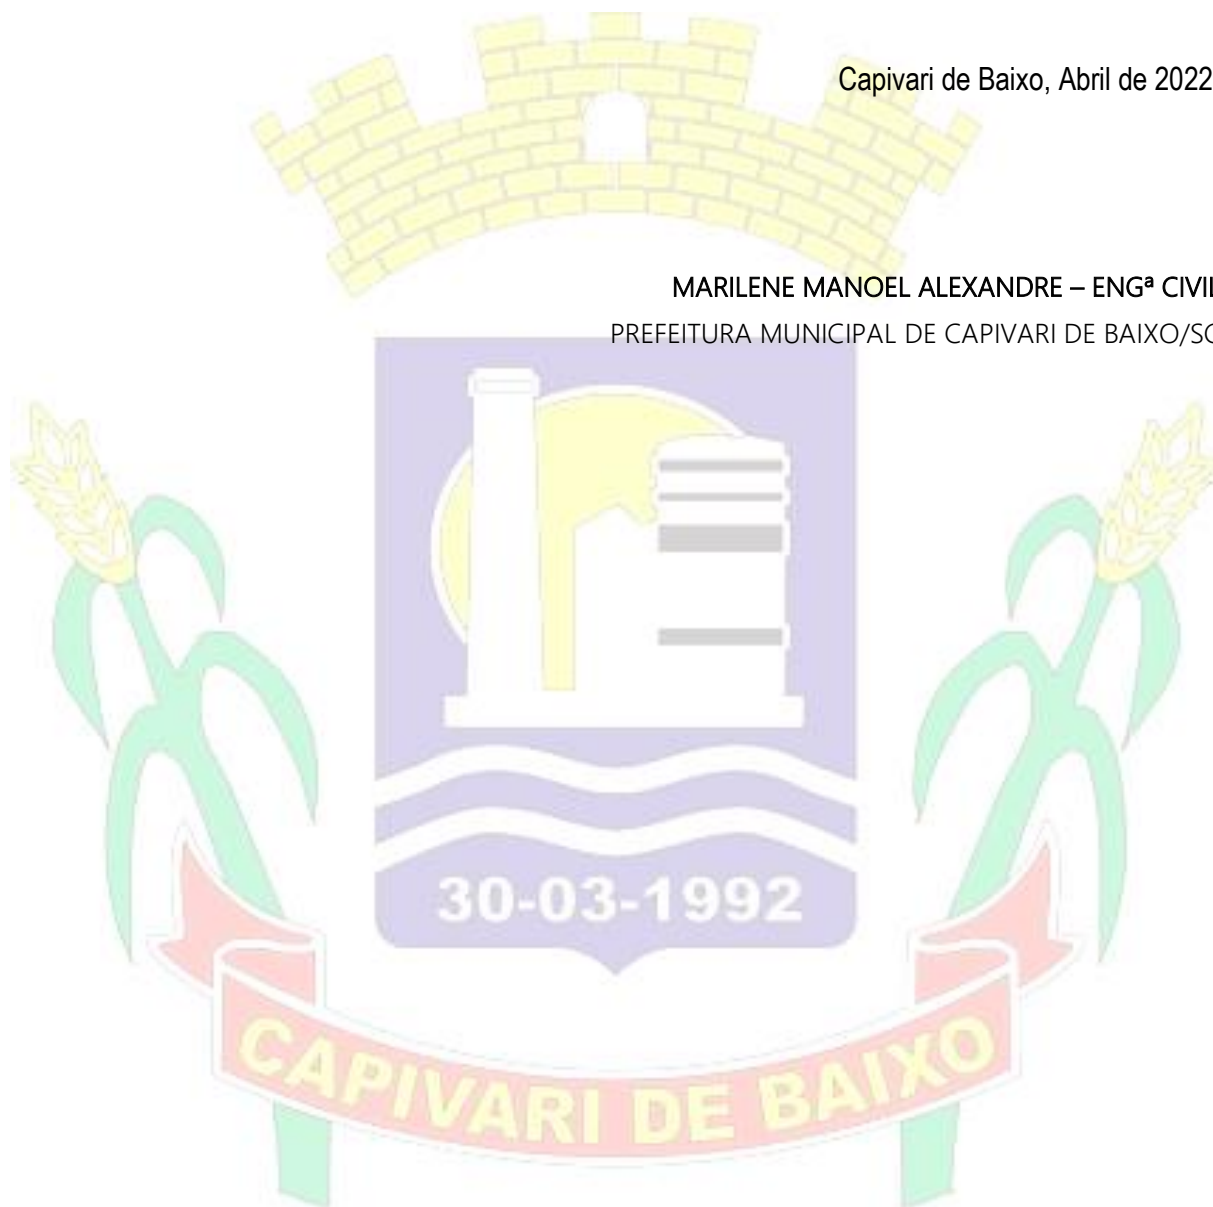 Capivari de Baixo, Abril de 2022
MARILENE MANOEL ALEXANDRE – ENGª CIVIL
PREFEITURA MUNICIPAL DE CAPIVARI DE BAIXO/SC
30-03-1992
CAPIVARI DE BAIXO